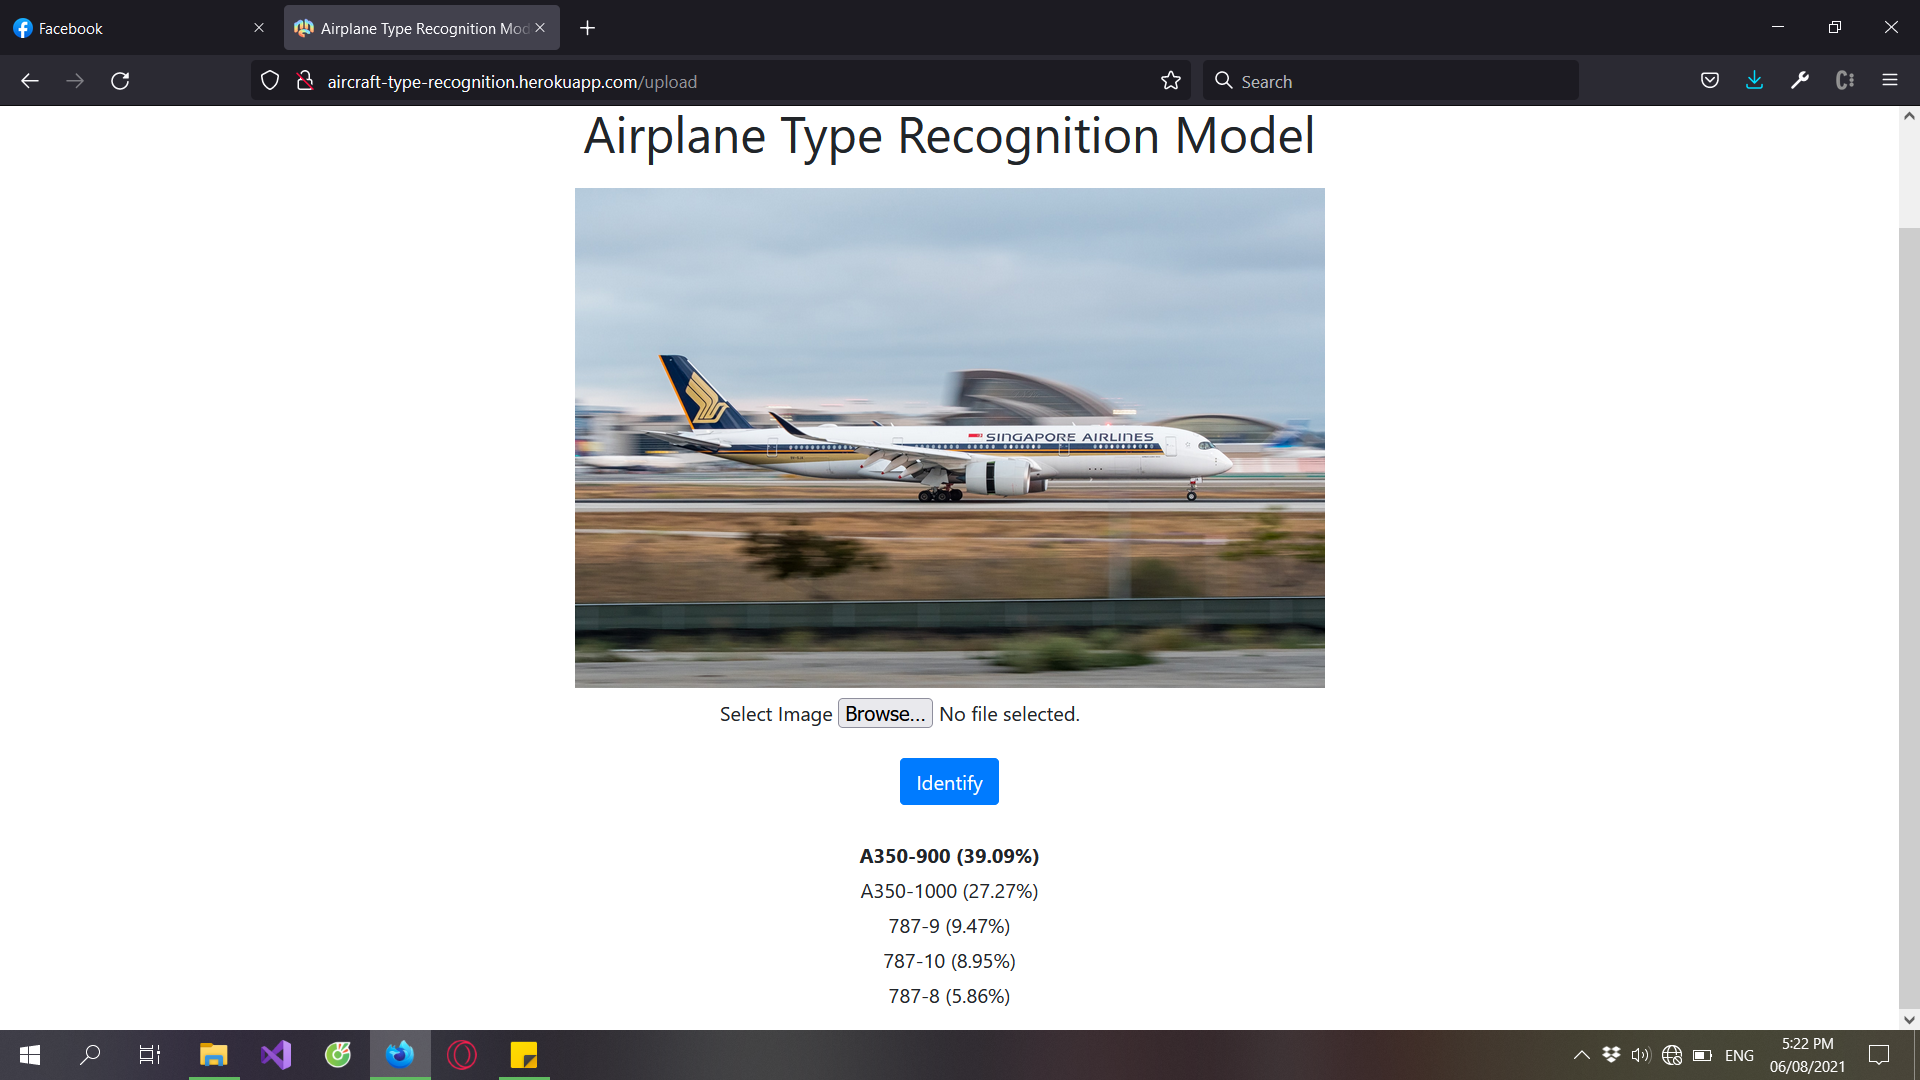 Facebook
Airplane Type Recognition Mod
aircraft-type-recognition.herokuapp.com/upload
Search
Airplane Type Recognition Model
SINGAPORE AIRLINES
Select Image Browse... No file selected.
Identify
A350-900 (39.09%)
A350-1000 (27.27%)
787-9 (9.47%)
787-10 (8.95%)
787-8 (5.86%)
ENG
5:22 PM
06/08/2021